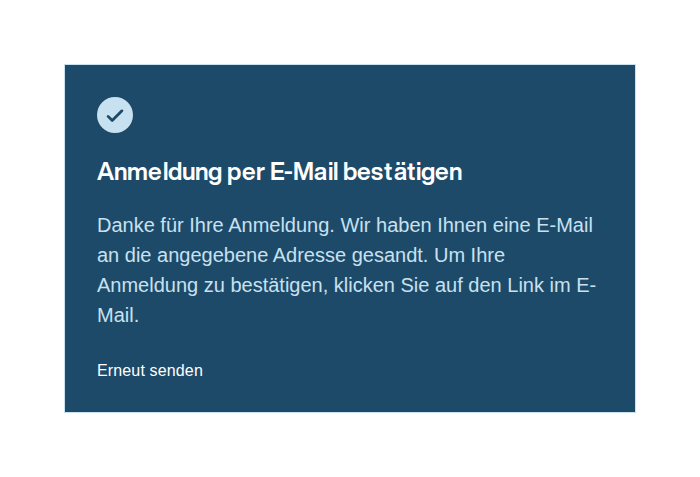 Anmeldung per E-Mail bestätigen
Danke für Ihre Anmeldung. Wir haben Ihnen eine E-Mail
an die angegebene Adresse gesandt. Um Ihre
Anmeldung zu bestätigen, klicken Sie auf den Link im E-
Mail.
Erneut senden